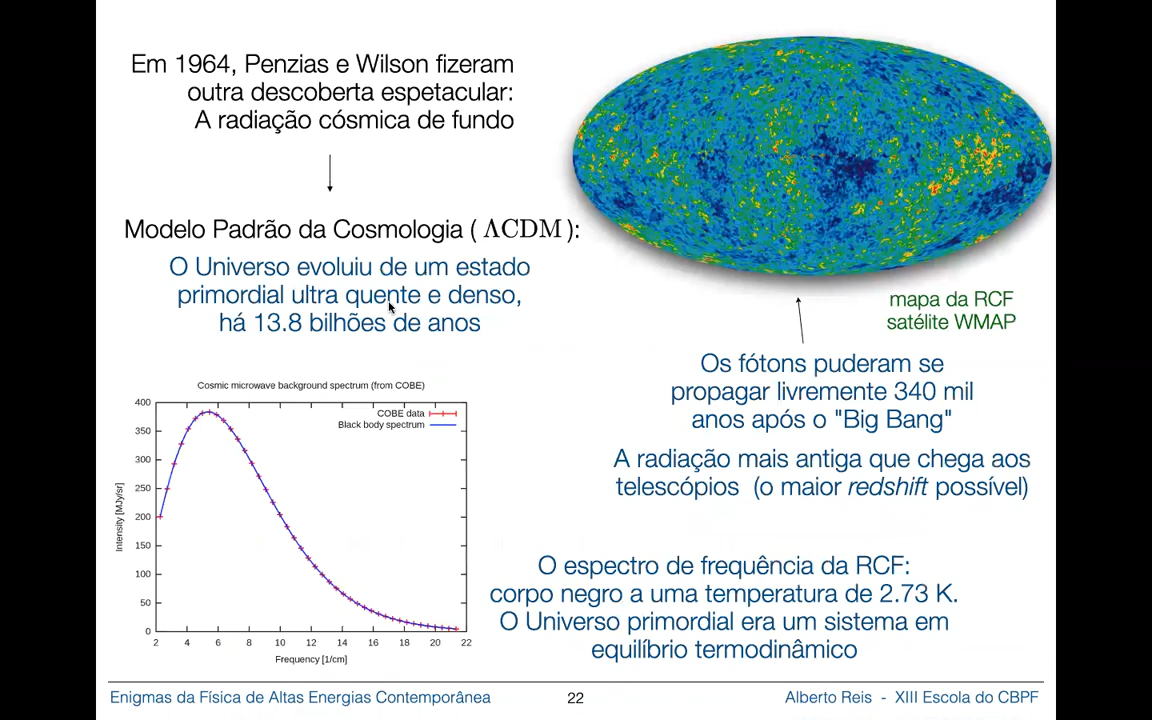 Em 1964, Penzias e Wilson fizeram
outra descoberta espetacular:
A radiação cósmica de fundo
Modelo Padrão da Cosmologia ( ΛCDM ):
O Universo evoluiu de um estado
primordial ultra quente e denso,
há 13.8 bilhões de anos
mapa da RCF
satélite WMAP
Os fótons puderam se
propagar livremente 340 mil
anos após o "Big Bang"
A radiação mais antiga que chega aos
telescópios (o maior redshift possível)
Cosmic microwave background spectrum (from COBE)
COBE data
Black body spectrum
Intensity [MJy/sr]
400
350
300
250
200
150
100
50
0
2 4 6 8 10 12 14 16 18 20 22
Frequency [1/cm]
O espectro de frequência da RCF:
corpo negro a uma temperatura de 2.73 K.
O Universo primordial era um sistema em
equilíbrio termodinâmico
Enigmas da Física de Altas Energias Contemporânea
22
Alberto Reis - XIII Escola do CBPF